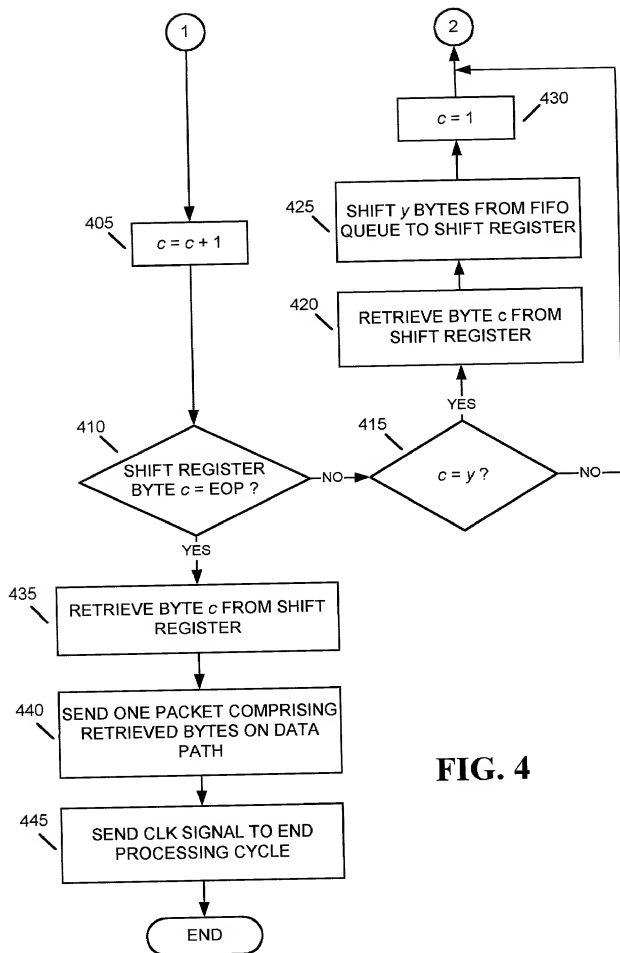 1
2
430
c = 1
425
SHIFT y BYTES FROM FIFO
QUEUE TO SHIFT REGISTER
405
c = c + 1
420
RETRIEVE BYTE c FROM
SHIFT REGISTER
YES
410
415
SHIFT REGISTER
BYTE c = EOP ?
NO
c = y ?
NO
YES
435
RETRIEVE BYTE c FROM SHIFT
REGISTER
440
SEND ONE PACKET COMPRISING
RETRIEVED BYTES ON DATA
PATH
FIG. 4
445
SEND CLK SIGNAL TO END
PROCESSING CYCLE
END